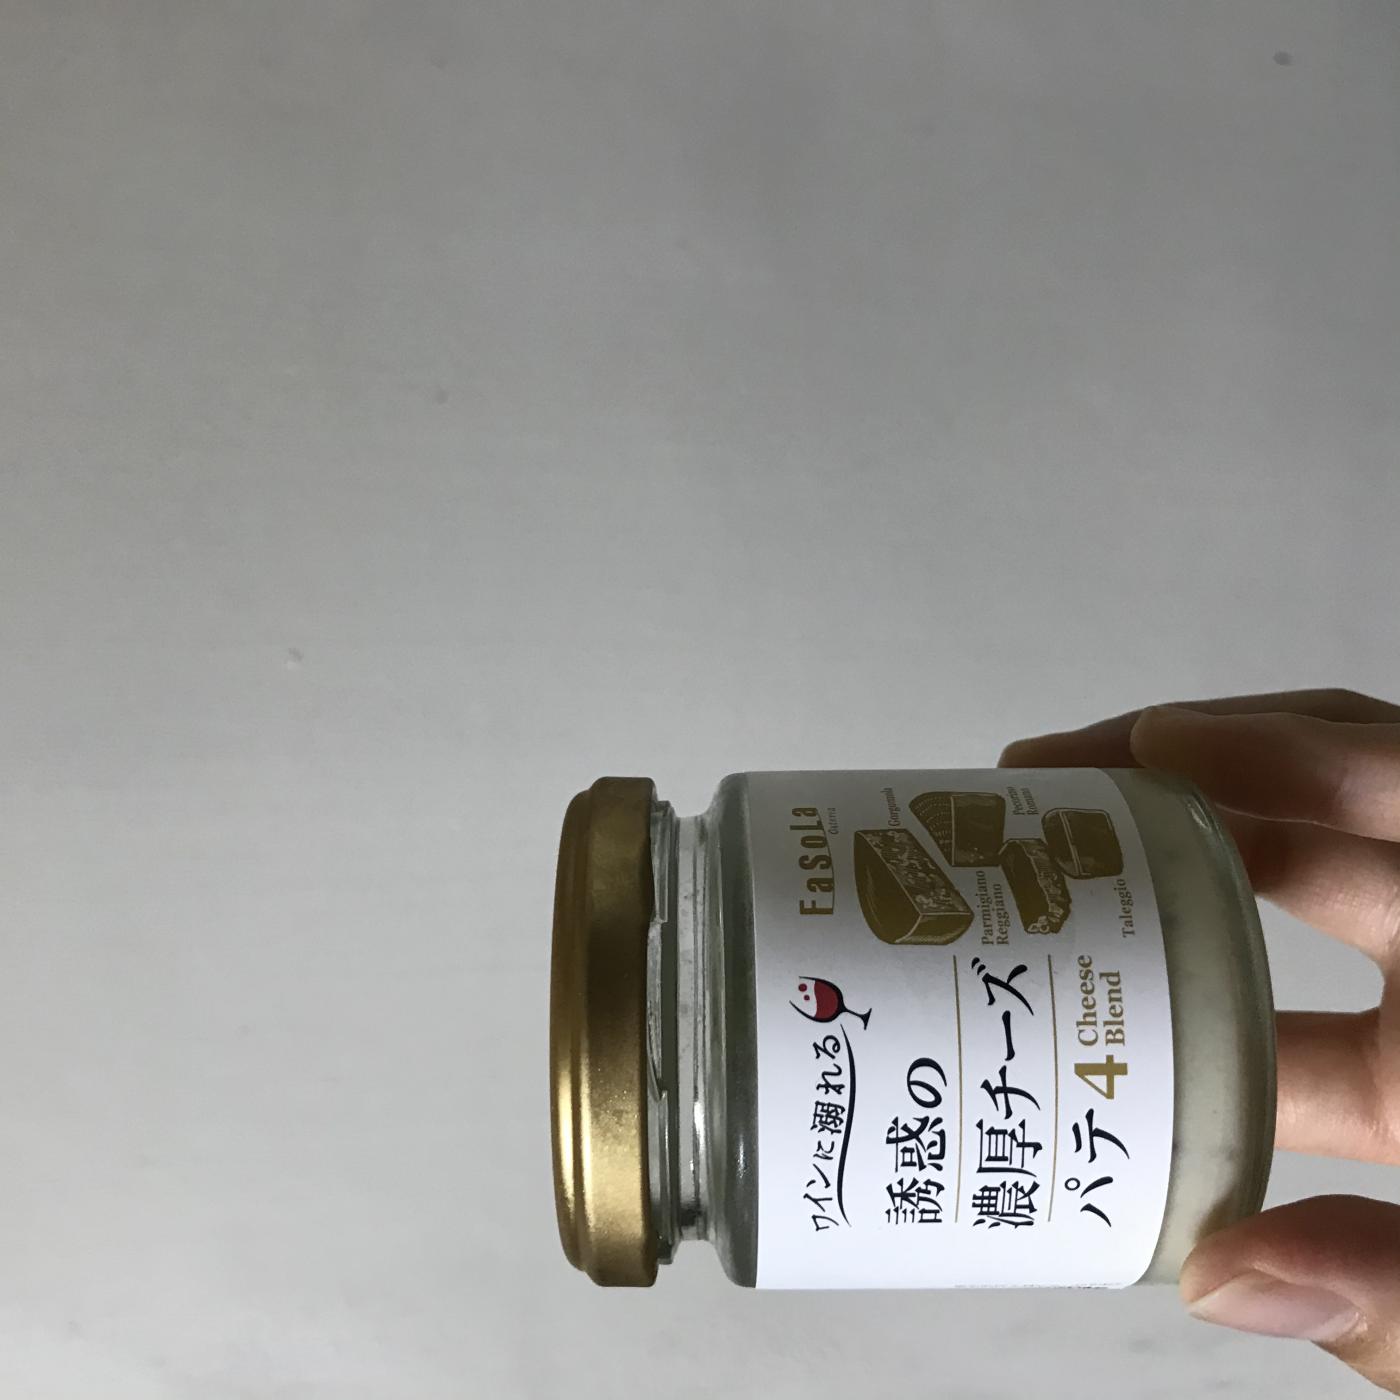 FaSoLa
Osteria
ワインに溺れる
誘惑の
濃厚チーズ
パテ
4 Cheese
Blend
Gorgonzola
Parmigiano
Reggiano
Pecorino
Romano
Taleggio